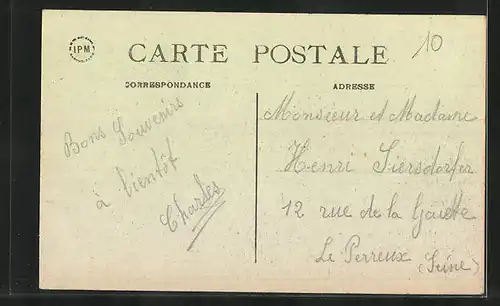 IPM
CARTE POSTALE
10
CORRESPONDANCE
ADRESSE
Bons Souvenirs
à bientôt
Charles
Monsieur et Madame
Henri Siersdorfer
12 rue de la Gaiette
Le Perreux (Seine)